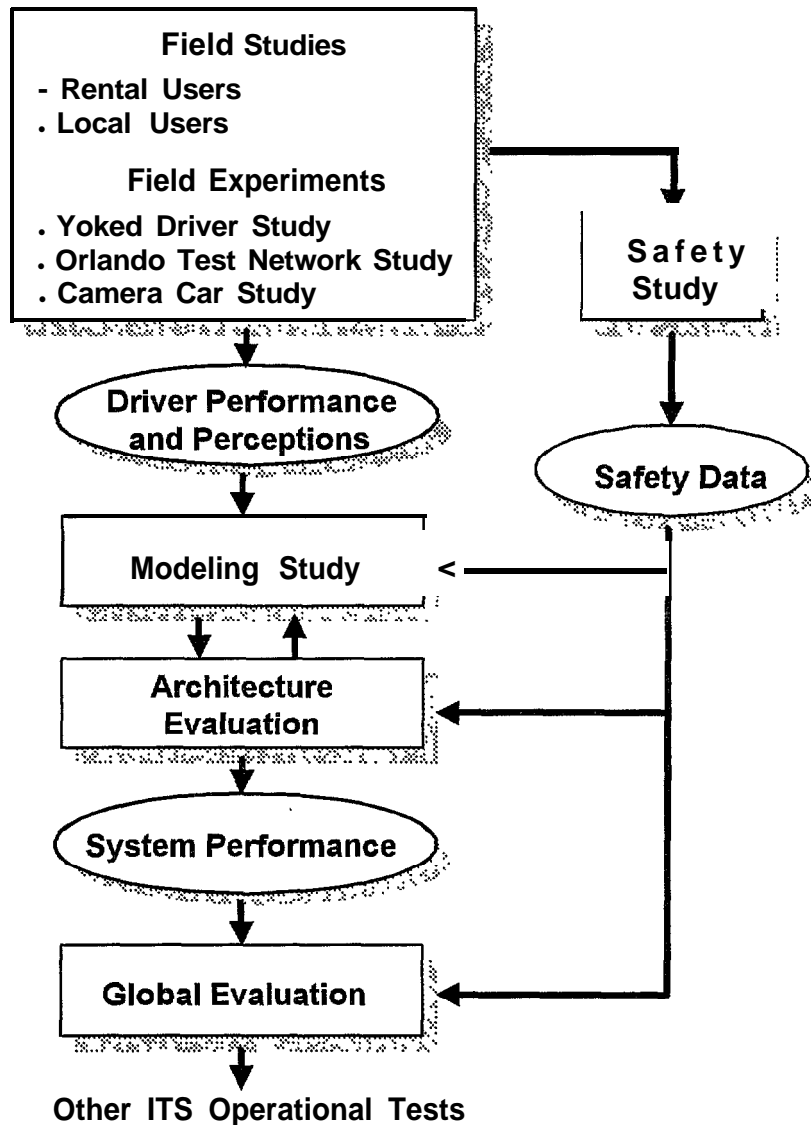 Field Studies
- Rental Users
. Local Users
Field Experiments
. Yoked Driver Study
. Orlando Test Network Study
. Camera Car Study
Safety
Study
Driver Performance
and Perceptions
Safety Data
Modeling Study
<
Architecture
Evaluation
System Performance
Global Evaluation
Other ITS Operational Tests